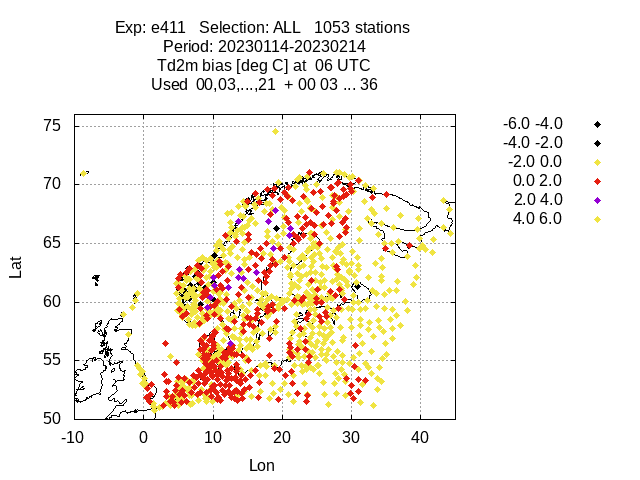 Exp: e411   Selection: ALL   1053 stations
Period: 20230114-20230214
Td2m bias [deg C] at  06 UTC
Used  00,03,...,21  + 00 03 ... 36
-6.0 -4.0
-4.0 -2.0
-2.0 0.0
0.0 2.0
2.0 4.0
4.0 6.0
75
70
65
60
55
50
Lat
-10 0 10 20 30 40
Lon